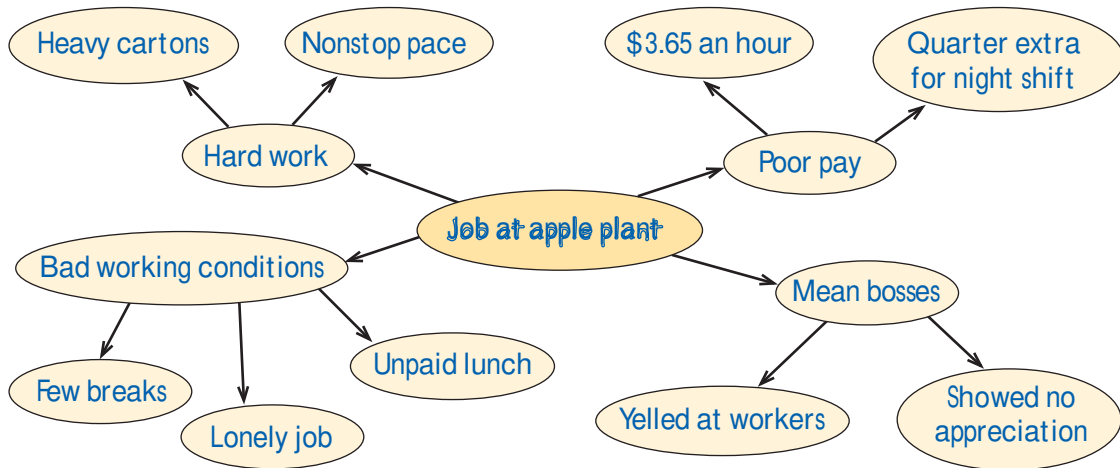 Heavy cartons
Nonstop pace
$3.65 an hour
Quarter extra
for night shift
Hard work
Poor pay
Job at apple plant
Bad working conditions
Mean bosses
Few breaks
Lonely job
Unpaid lunch
Yelled at workers
Showed no
appreciation